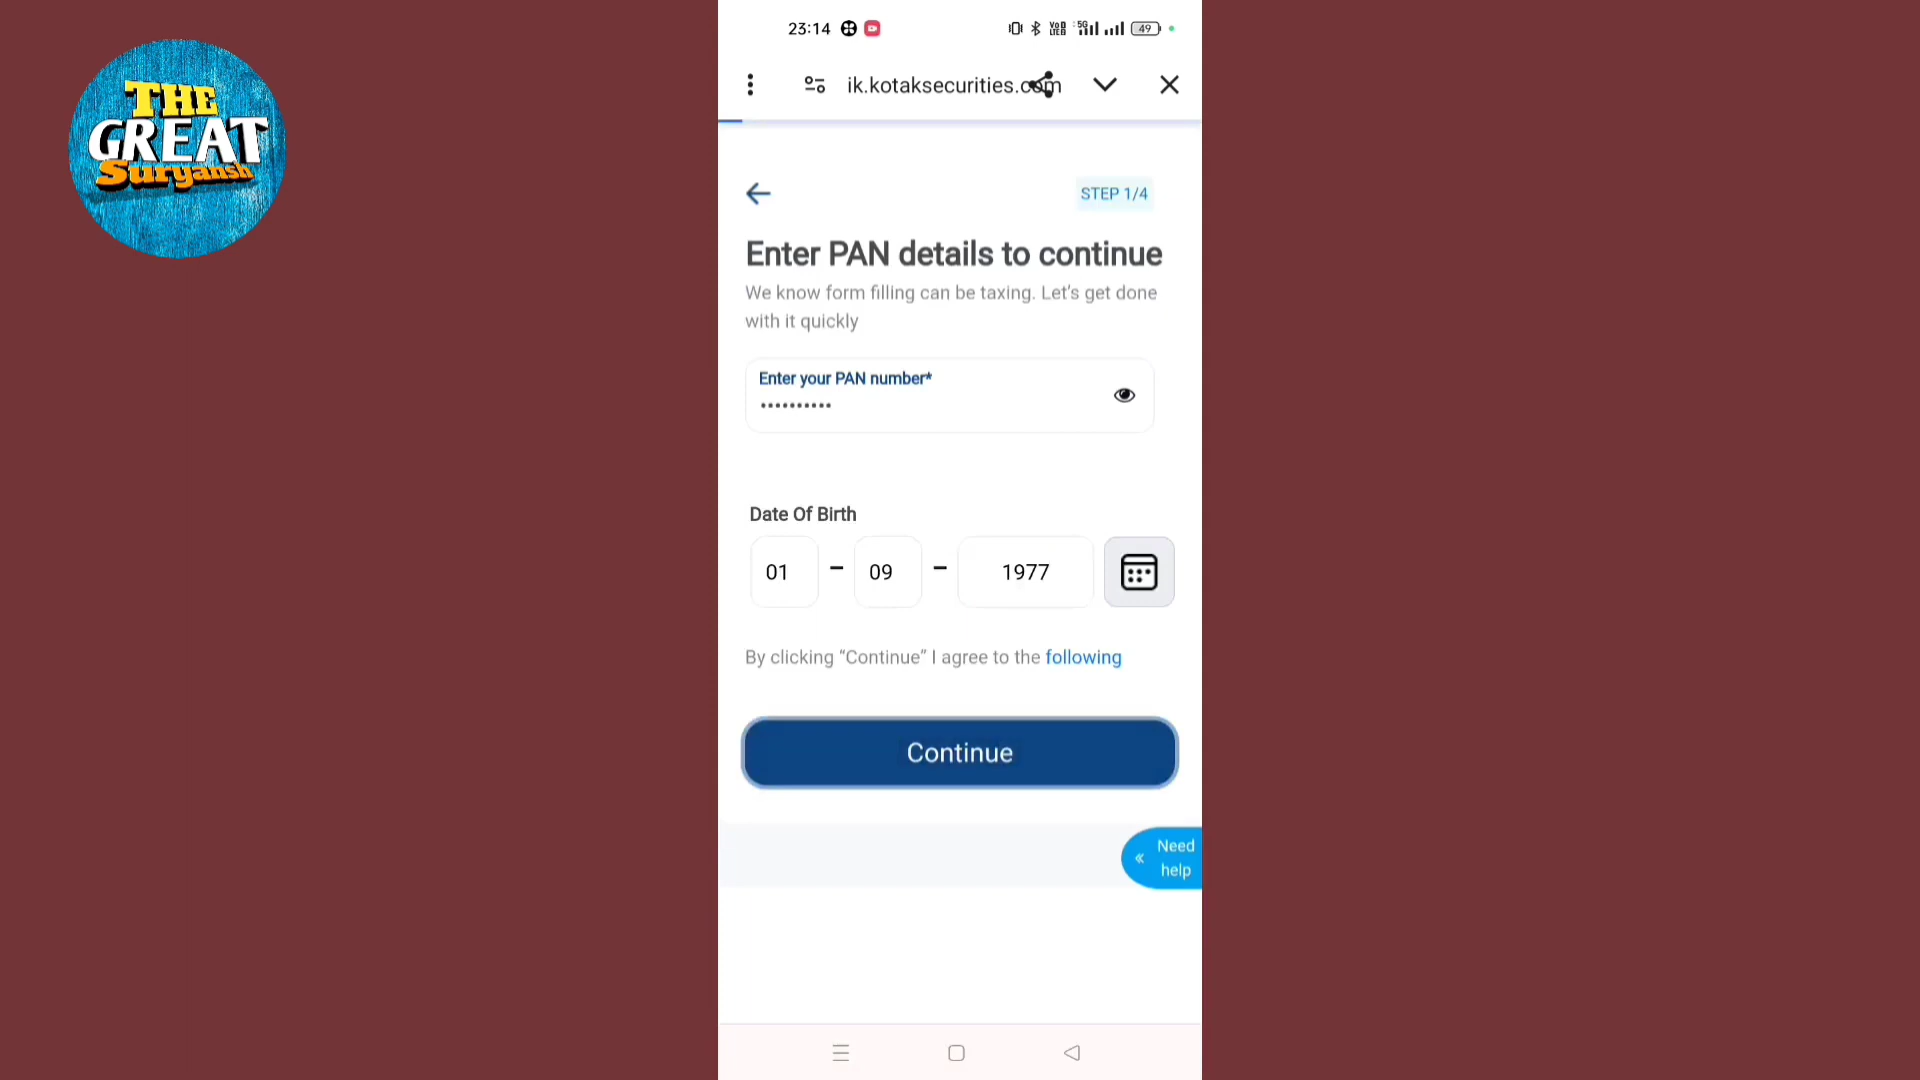 THE
GREAT
Suryansh
23:14
5G
49
ik.kotaksecurities.com
STEP 1/4
Enter PAN details to continue
We know form filling can be taxing. Let's get done
with it quickly
Enter your PAN number*
••••••••••
Date Of Birth
01 - 09 - 1977
By clicking “Continue” I agree to the following
Continue
« Need
help